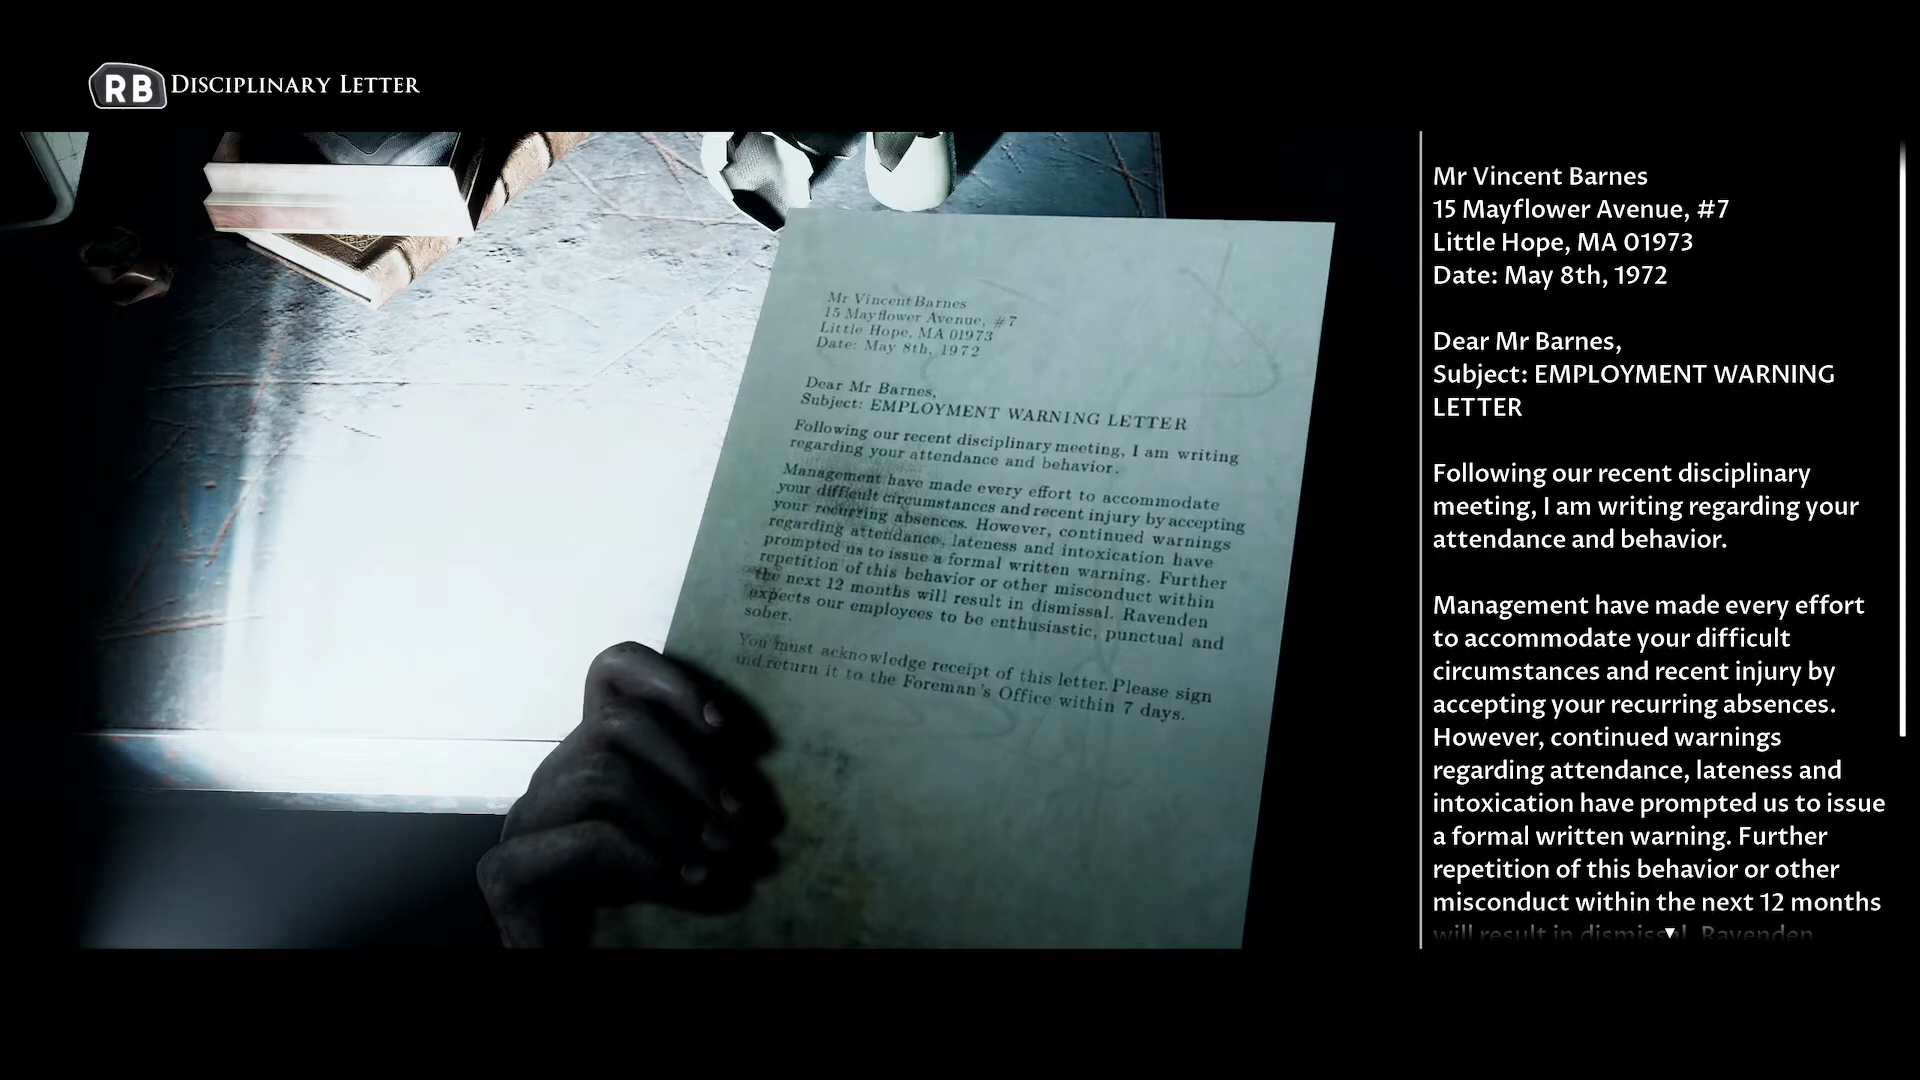 RB DISCIPLINARY LETTER
Mr Vincent Barnes
15 Mayflower Avenue, #7
Little Hope, MA 01973
Date: May 8th, 1972
Dear Mr Barnes,
Subject: EMPLOYMENT WARNING LETTER
Following our recent disciplinary meeting, I am writing
regarding your attendance and behavior.
Management have made every effort to accommodate
your difficult circumstances and recent injury by accepting
your recurring absences. However, continued warnings
regarding attendance, lateness and intoxication have
prompted us to issue a formal written warning. Further
repetition of this behavior or other misconduct within
the next 12 months will result in dismissal. Ravenden
expects our employees to be enthusiastic, punctual and
sober.
You must acknowledge receipt of this letter. Please sign
and return it to the Foreman's Office within 7 days.
Mr Vincent Barnes
15 Mayflower Avenue, #7
Little Hope, MA 01973
Date: May 8th, 1972
Dear Mr Barnes,
Subject: EMPLOYMENT WARNING
LETTER
Following our recent disciplinary
meeting, I am writing regarding your
attendance and behavior.
Management have made every effort
to accommodate your difficult
circumstances and recent injury by
accepting your recurring absences.
However, continued warnings
regarding attendance, lateness and
intoxication have prompted us to issue
a formal written warning. Further
repetition of this behavior or other
misconduct within the next 12 months
will result in dismissal. Ravenden